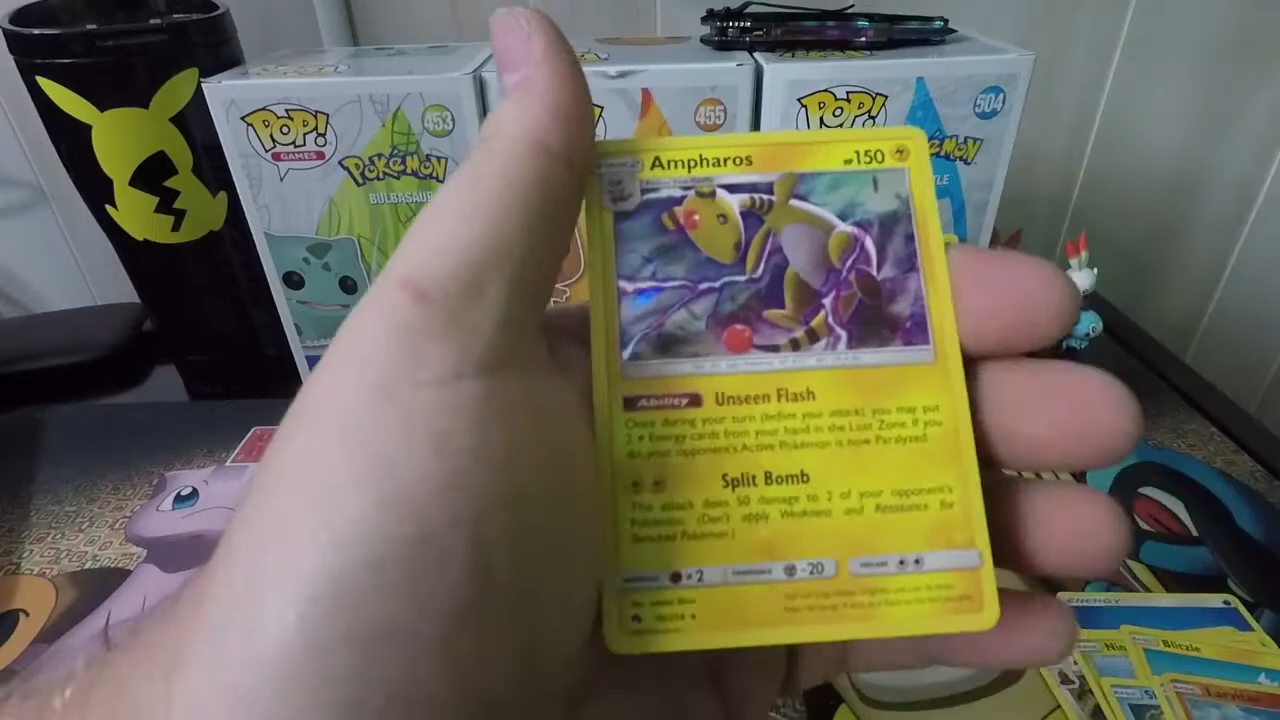 POP!
GAMES
453
POKÉMON
BULBASAUR
455
POP!
504
Ampharos
HP150
Ability Unseen Flash
Once during your turn (before your attack), you may put
2 Energy cards from your hand in the Lost Zone. If you
do, your opponent's Active Pokémon is now Paralyzed.
Split Bomb
This attack does 50 damage to 2 of your opponent's
Pokémon. (Don't apply Weakness and Resistance for
Benched Pokémon.)
×2
-20
ENERGY
Nin
Blitzle
Larvitar